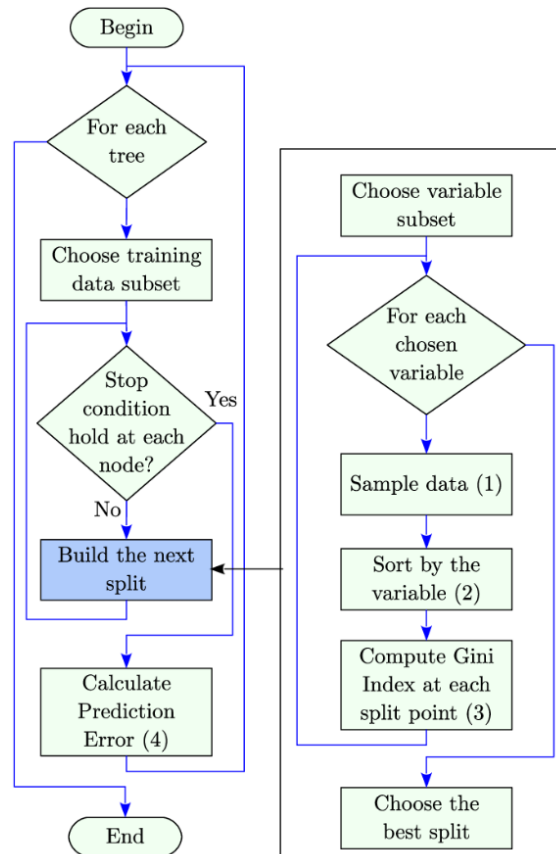 Begin
For each
tree
Choose training
data subset
Stop
condition
hold at each
node?
Yes
No
Build the next
split
Calculate
Prediction
Error (4)
End
Choose variable
subset
For each
chosen
variable
Sample data (1)
Sort by the
variable (2)
Compute Gini
Index at each
split point (3)
Choose the
best split